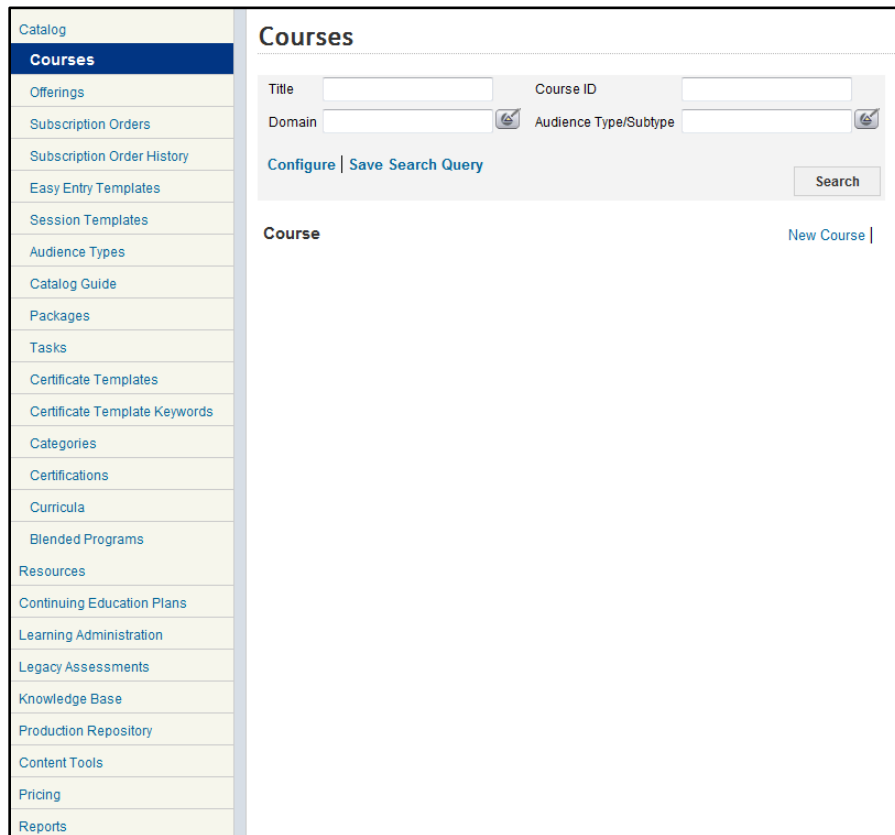 Catalog
Courses
Offerings
Subscription Orders
Subscription Order History
Easy Entry Templates
Session Templates
Audience Types
Catalog Guide
Packages
Tasks
Certificate Templates
Certificate Template Keywords
Categories
Certifications
Curricula
Blended Programs
Resources
Continuing Education Plans
Learning Administration
Legacy Assessments
Knowledge Base
Production Repository
Content Tools
Pricing
Reports
Courses
Title Course ID
Domain Audience Type/Subtype
Configure | Save Search Query
Search
Course New Course |